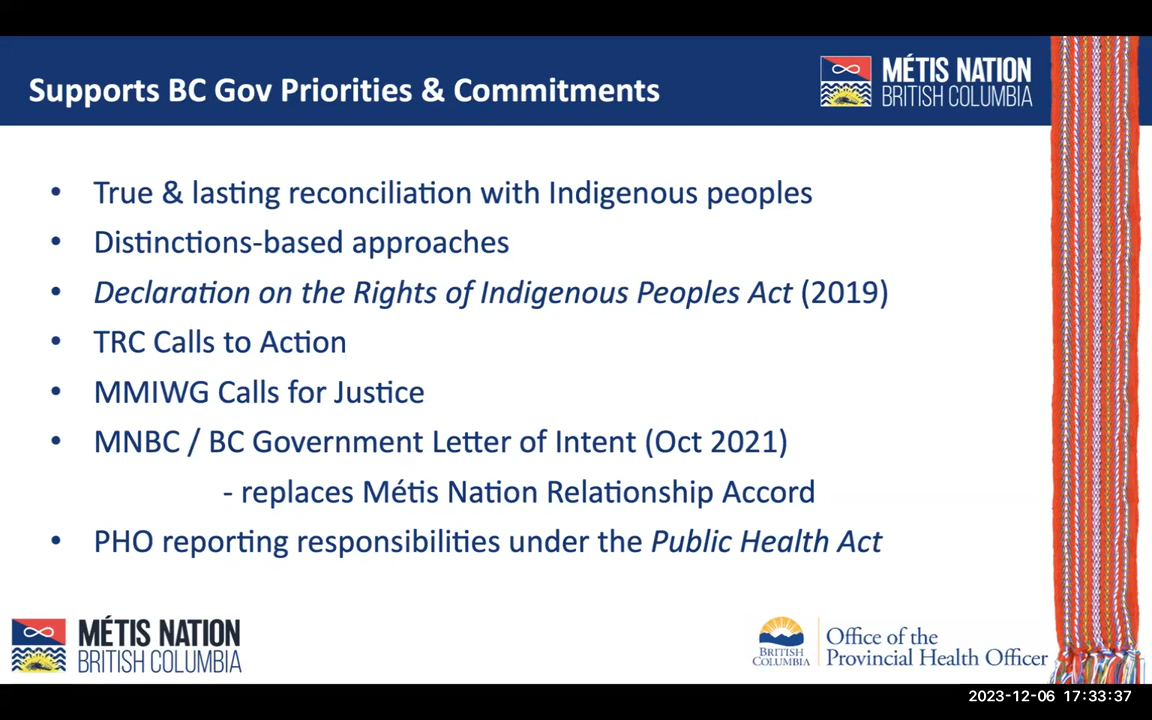 Supports BC Gov Priorities & Commitments
MÉTIS NATION
BRITISH COLUMBIA
• True & lasting reconciliation with Indigenous peoples
• Distinctions-based approaches
• Declaration on the Rights of Indigenous Peoples Act (2019)
• TRC Calls to Action
• MMIWG Calls for Justice
• MNBC / BC Government Letter of Intent (Oct 2021)
- replaces Métis Nation Relationship Accord
• PHO reporting responsibilities under the Public Health Act
MÉTIS NATION
BRITISH COLUMBIA
BRITISH
COLUMBIA
Office of the
Provincial Health Officer
2023-12-06 17:33:37